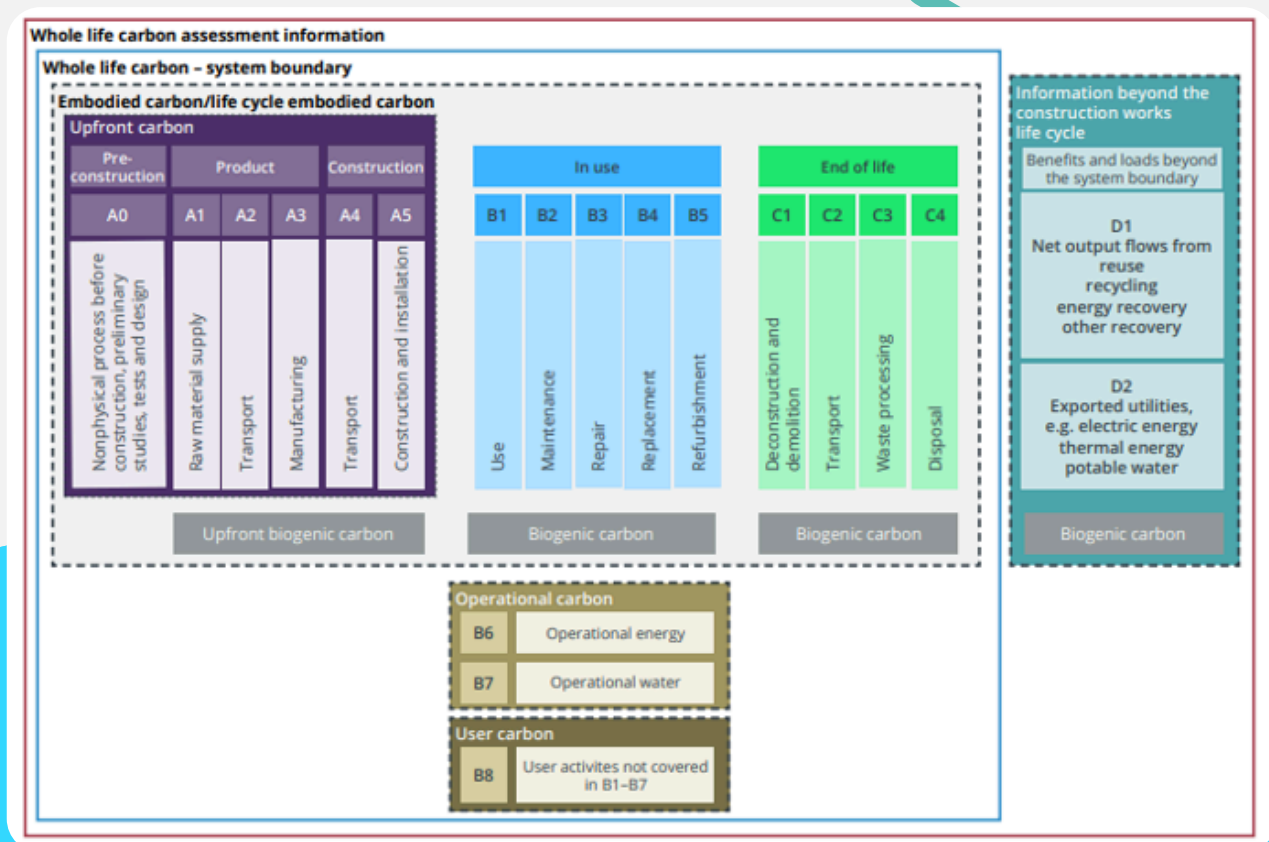 Whole life carbon assessment information
Whole life carbon – system boundary
Embodied carbon/life cycle embodied carbon
Upfront carbon
Pre-
construction
Product
Construction
In use
End of life
A0
A1
A2
A3
A4
A5
B1
B2
B3
B4
B5
C1
C2
C3
C4
Nonphysical process before
construction, preliminary
studies, tests and design
Raw material supply
Transport
Manufacturing
Transport
Construction and installation
Use
Maintenance
Repair
Replacement
Refurbishment
Deconstruction and
demolition
Transport
Waste processing
Disposal
Upfront biogenic carbon
Biogenic carbon
Biogenic carbon
Operational carbon
B6
Operational energy
B7
Operational water
User carbon
B8
User activites not covered
in B1–B7
Information beyond the
construction works
life cycle
Benefits and loads beyond
the system boundary
D1
Net output flows from
reuse
recycling
energy recovery
other recovery
D2
Exported utilities,
e.g. electric energy
thermal energy
potable water
Biogenic carbon